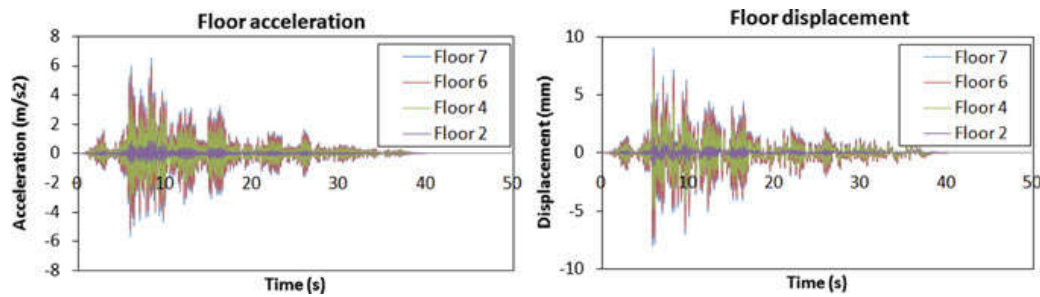 Floor acceleration
8
6
4
2
0
-2
-4
-6
-8
Acceleration (m/s2)
0 10 20 30 40 50
Time (s)
Floor 7
Floor 6
Floor 4
Floor 2
Floor displacement
10
5
0
-5
-10
Displacement (mm)
0 10 20 30 40 50
Time (s)
Floor 7
Floor 6
Floor 4
Floor 2